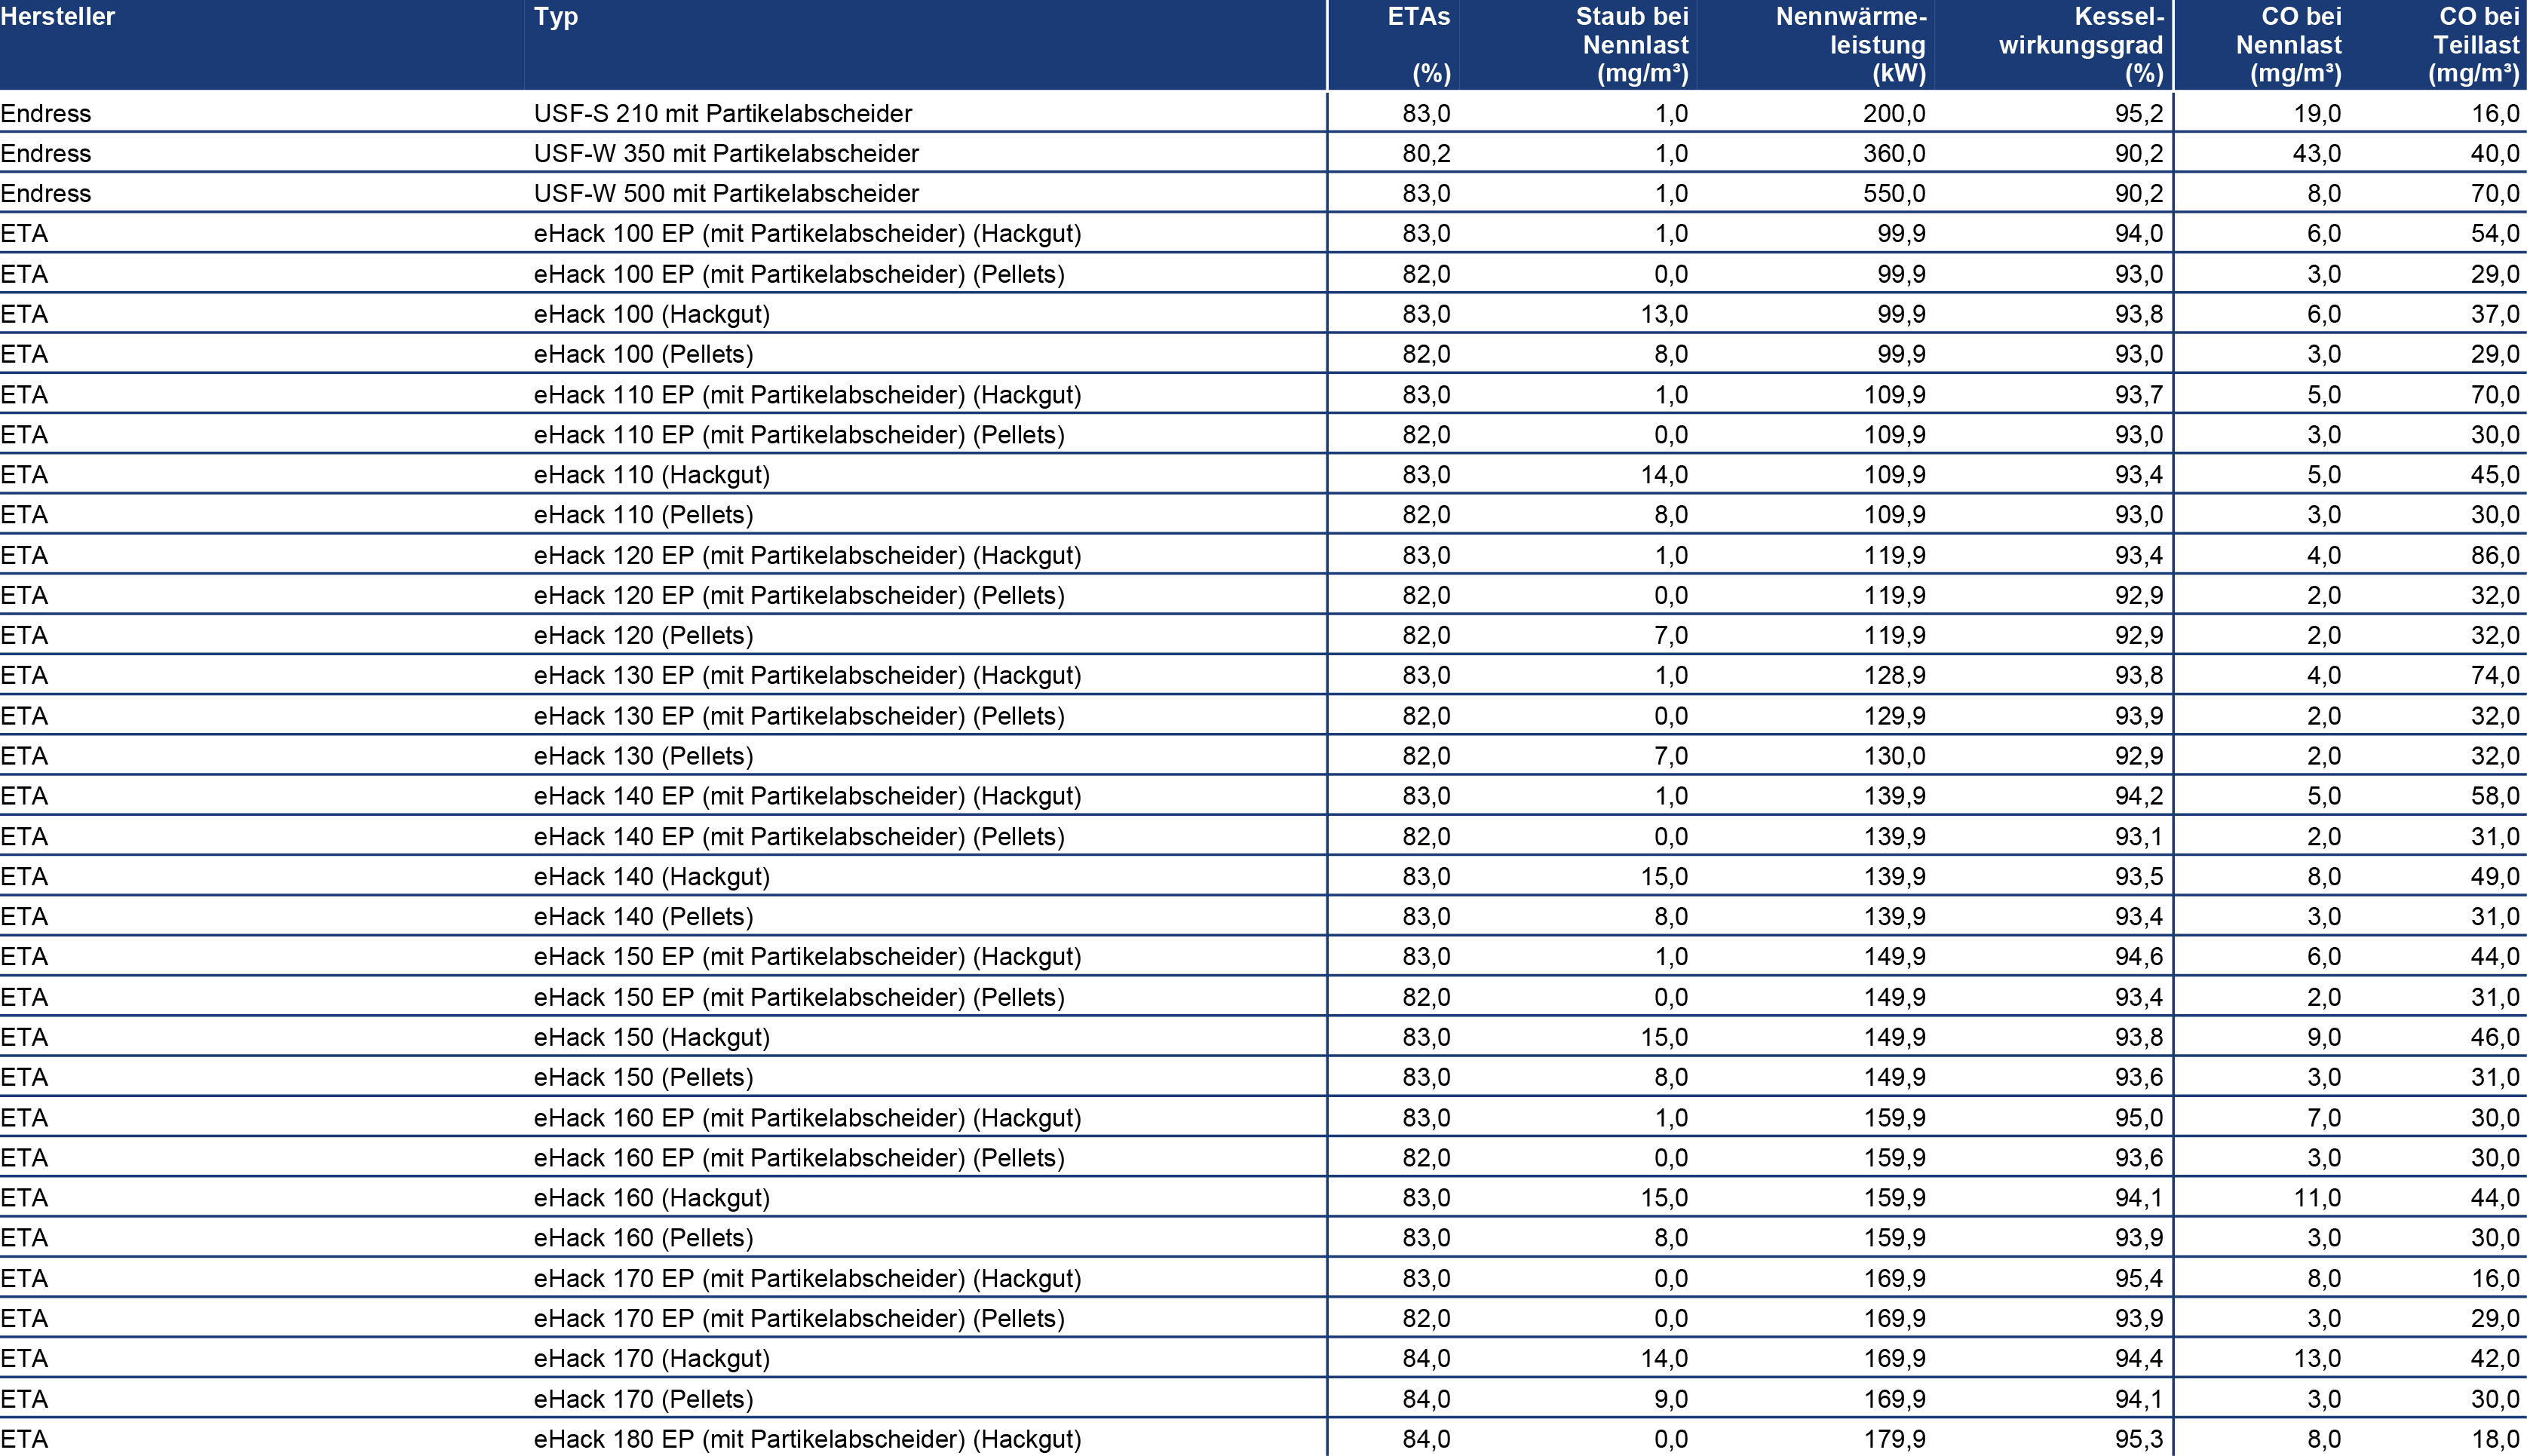 Hersteller Typ ETAs Staub bei Nennwärme- Kessel- CO bei CO bei
Nennlast leistung wirkungsgrad Nennlast Teillast
(%) (mg/m³) (kW) (%) (mg/m³) (mg/m³)
Endress USF-S 210 mit Partikelabscheider 83,0 1,0 200,0 95,2 19,0 16,0
Endress USF-W 350 mit Partikelabscheider 80,2 1,0 360,0 90,2 43,0 40,0
Endress USF-W 500 mit Partikelabscheider 83,0 1,0 550,0 90,2 8,0 70,0
ETA eHack 100 EP (mit Partikelabscheider) (Hackgut) 83,0 1,0 99,9 94,0 6,0 54,0
ETA eHack 100 EP (mit Partikelabscheider) (Pellets) 82,0 0,0 99,9 93,0 3,0 29,0
ETA eHack 100 (Hackgut) 83,0 13,0 99,9 93,8 6,0 37,0
ETA eHack 100 (Pellets) 82,0 8,0 99,9 93,0 3,0 29,0
ETA eHack 110 EP (mit Partikelabscheider) (Hackgut) 83,0 1,0 109,9 93,7 5,0 70,0
ETA eHack 110 EP (mit Partikelabscheider) (Pellets) 82,0 0,0 109,9 93,0 3,0 30,0
ETA eHack 110 (Hackgut) 83,0 14,0 109,9 93,4 5,0 45,0
ETA eHack 110 (Pellets) 82,0 8,0 109,9 93,0 3,0 30,0
ETA eHack 120 EP (mit Partikelabscheider) (Hackgut) 83,0 1,0 119,9 93,4 4,0 86,0
ETA eHack 120 EP (mit Partikelabscheider) (Pellets) 82,0 0,0 119,9 92,9 2,0 32,0
ETA eHack 120 (Pellets) 82,0 7,0 119,9 92,9 2,0 32,0
ETA eHack 130 EP (mit Partikelabscheider) (Hackgut) 83,0 1,0 128,9 93,8 4,0 74,0
ETA eHack 130 EP (mit Partikelabscheider) (Pellets) 82,0 0,0 129,9 93,9 2,0 32,0
ETA eHack 130 (Pellets) 82,0 7,0 130,0 92,9 2,0 32,0
ETA eHack 140 EP (mit Partikelabscheider) (Hackgut) 83,0 1,0 139,9 94,2 5,0 58,0
ETA eHack 140 EP (mit Partikelabscheider) (Pellets) 82,0 0,0 139,9 93,1 2,0 31,0
ETA eHack 140 (Hackgut) 83,0 15,0 139,9 93,5 8,0 49,0
ETA eHack 140 (Pellets) 83,0 8,0 139,9 93,4 3,0 31,0
ETA eHack 150 EP (mit Partikelabscheider) (Hackgut) 83,0 1,0 149,9 94,6 6,0 44,0
ETA eHack 150 EP (mit Partikelabscheider) (Pellets) 82,0 0,0 149,9 93,4 2,0 31,0
ETA eHack 150 (Hackgut) 83,0 15,0 149,9 93,8 9,0 46,0
ETA eHack 150 (Pellets) 83,0 8,0 149,9 93,6 3,0 31,0
ETA eHack 160 EP (mit Partikelabscheider) (Hackgut) 83,0 1,0 159,9 95,0 7,0 30,0
ETA eHack 160 EP (mit Partikelabscheider) (Pellets) 82,0 0,0 159,9 93,6 3,0 30,0
ETA eHack 160 (Hackgut) 83,0 15,0 159,9 94,1 11,0 44,0
ETA eHack 160 (Pellets) 83,0 8,0 159,9 93,9 3,0 30,0
ETA eHack 170 EP (mit Partikelabscheider) (Hackgut) 83,0 0,0 169,9 95,4 8,0 16,0
ETA eHack 170 EP (mit Partikelabscheider) (Pellets) 82,0 0,0 169,9 93,9 3,0 29,0
ETA eHack 170 (Hackgut) 84,0 14,0 169,9 94,4 13,0 42,0
ETA eHack 170 (Pellets) 84,0 9,0 169,9 94,1 3,0 30,0
ETA eHack 180 EP (mit Partikelabscheider) (Hackgut) 84,0 0,0 179,9 95,3 8,0 18,0